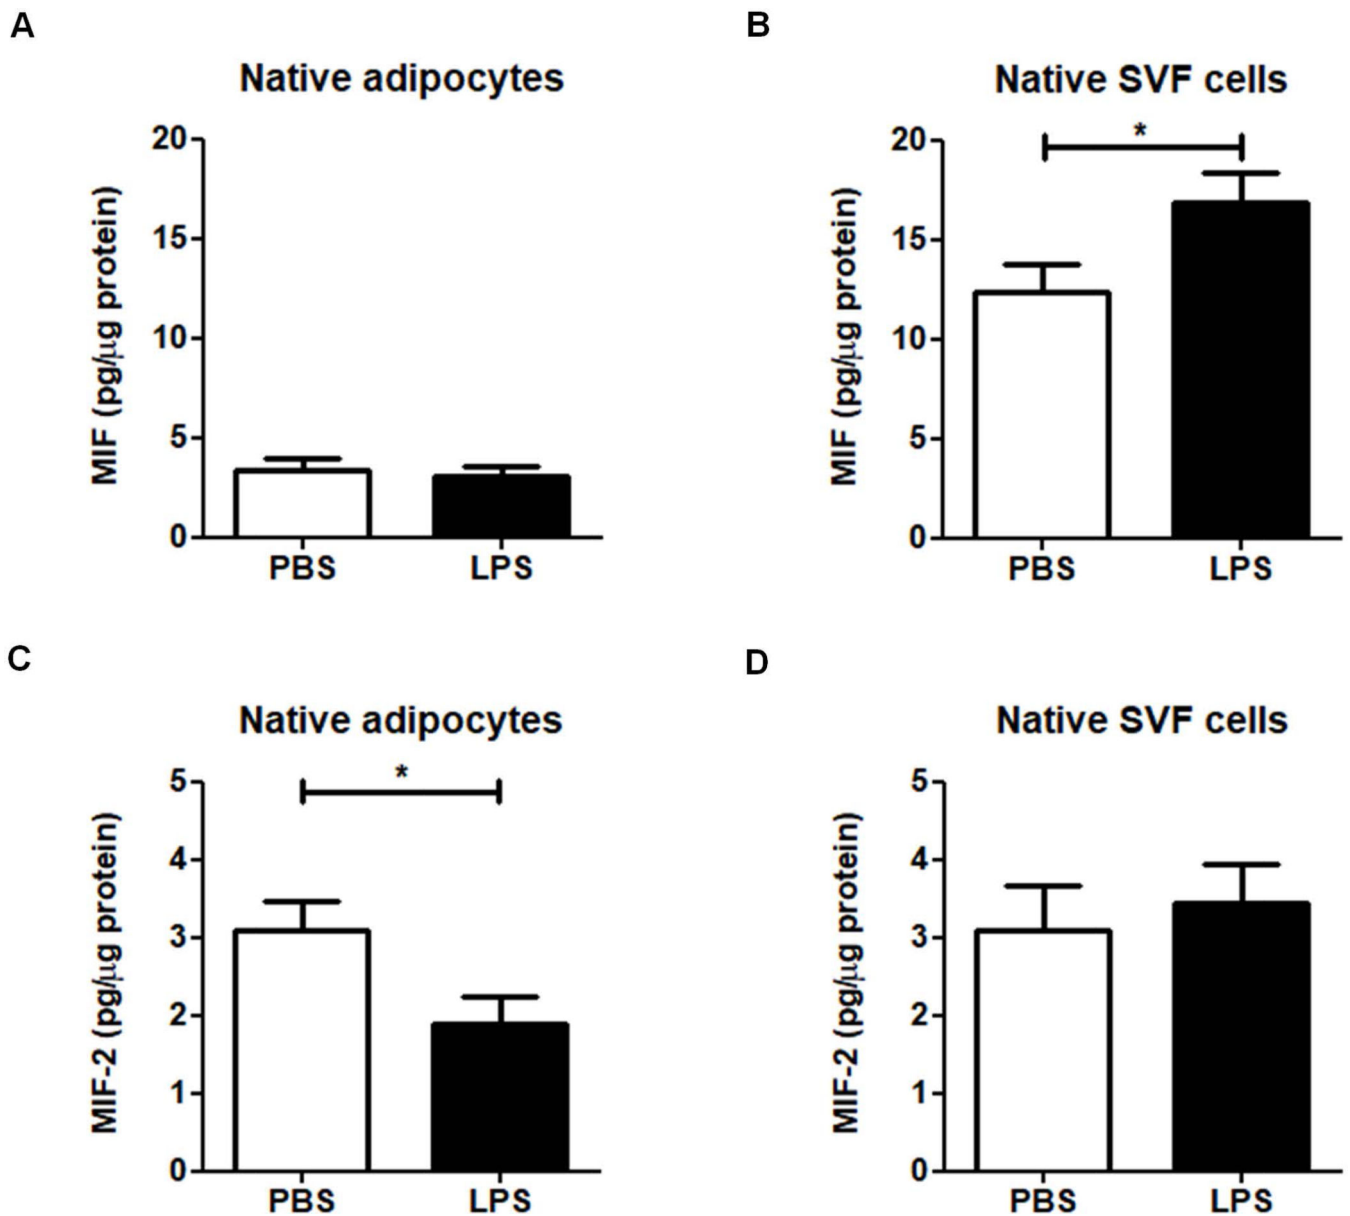 A
Native adipocytes
20
15
10
5
0
MIF (pg/μg protein)
PBS LPS
B
Native SVF cells
*
20
15
10
5
0
MIF (pg/μg protein)
PBS LPS
C
Native adipocytes
*
5
4
3
2
1
0
MIF-2 (pg/μg protein)
PBS LPS
D
Native SVF cells
5
4
3
2
1
0
MIF-2 (pg/μg protein)
PBS LPS